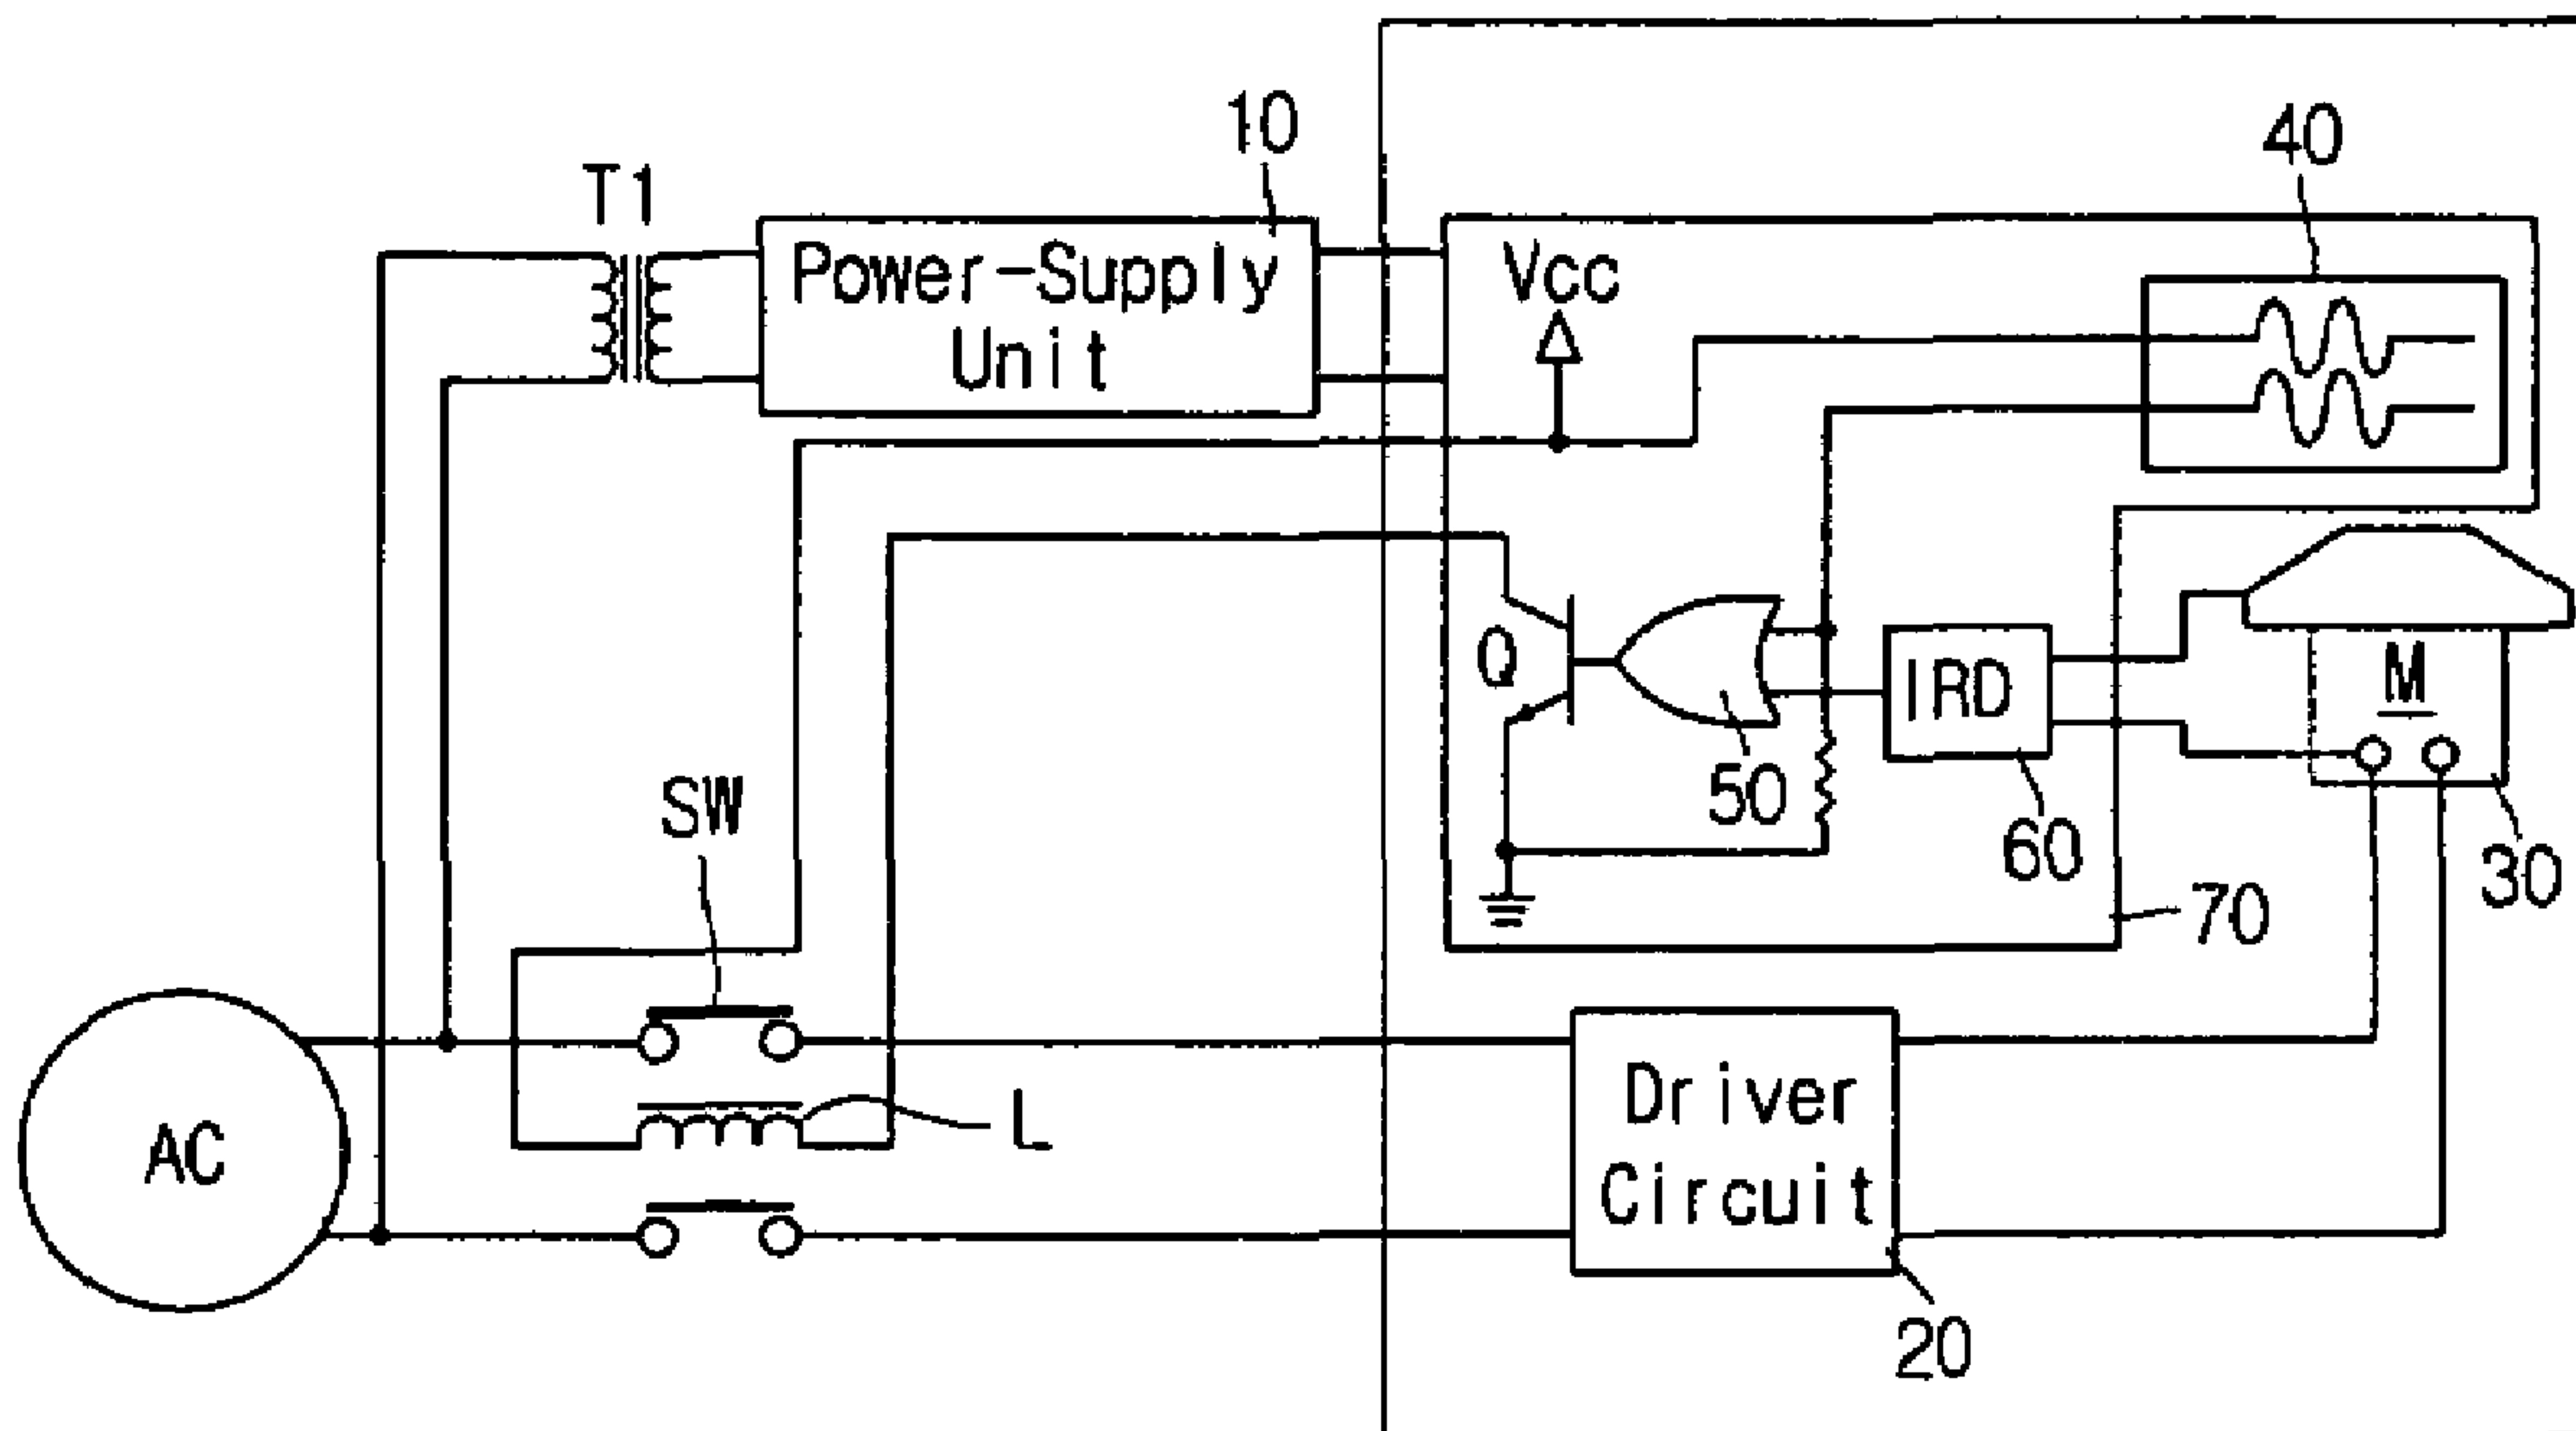 10
40
T1
Power-Supply
Unit
Vcc
Q
50
IRD
60
M
30
70
SW
L
AC
Driver
Circuit
20